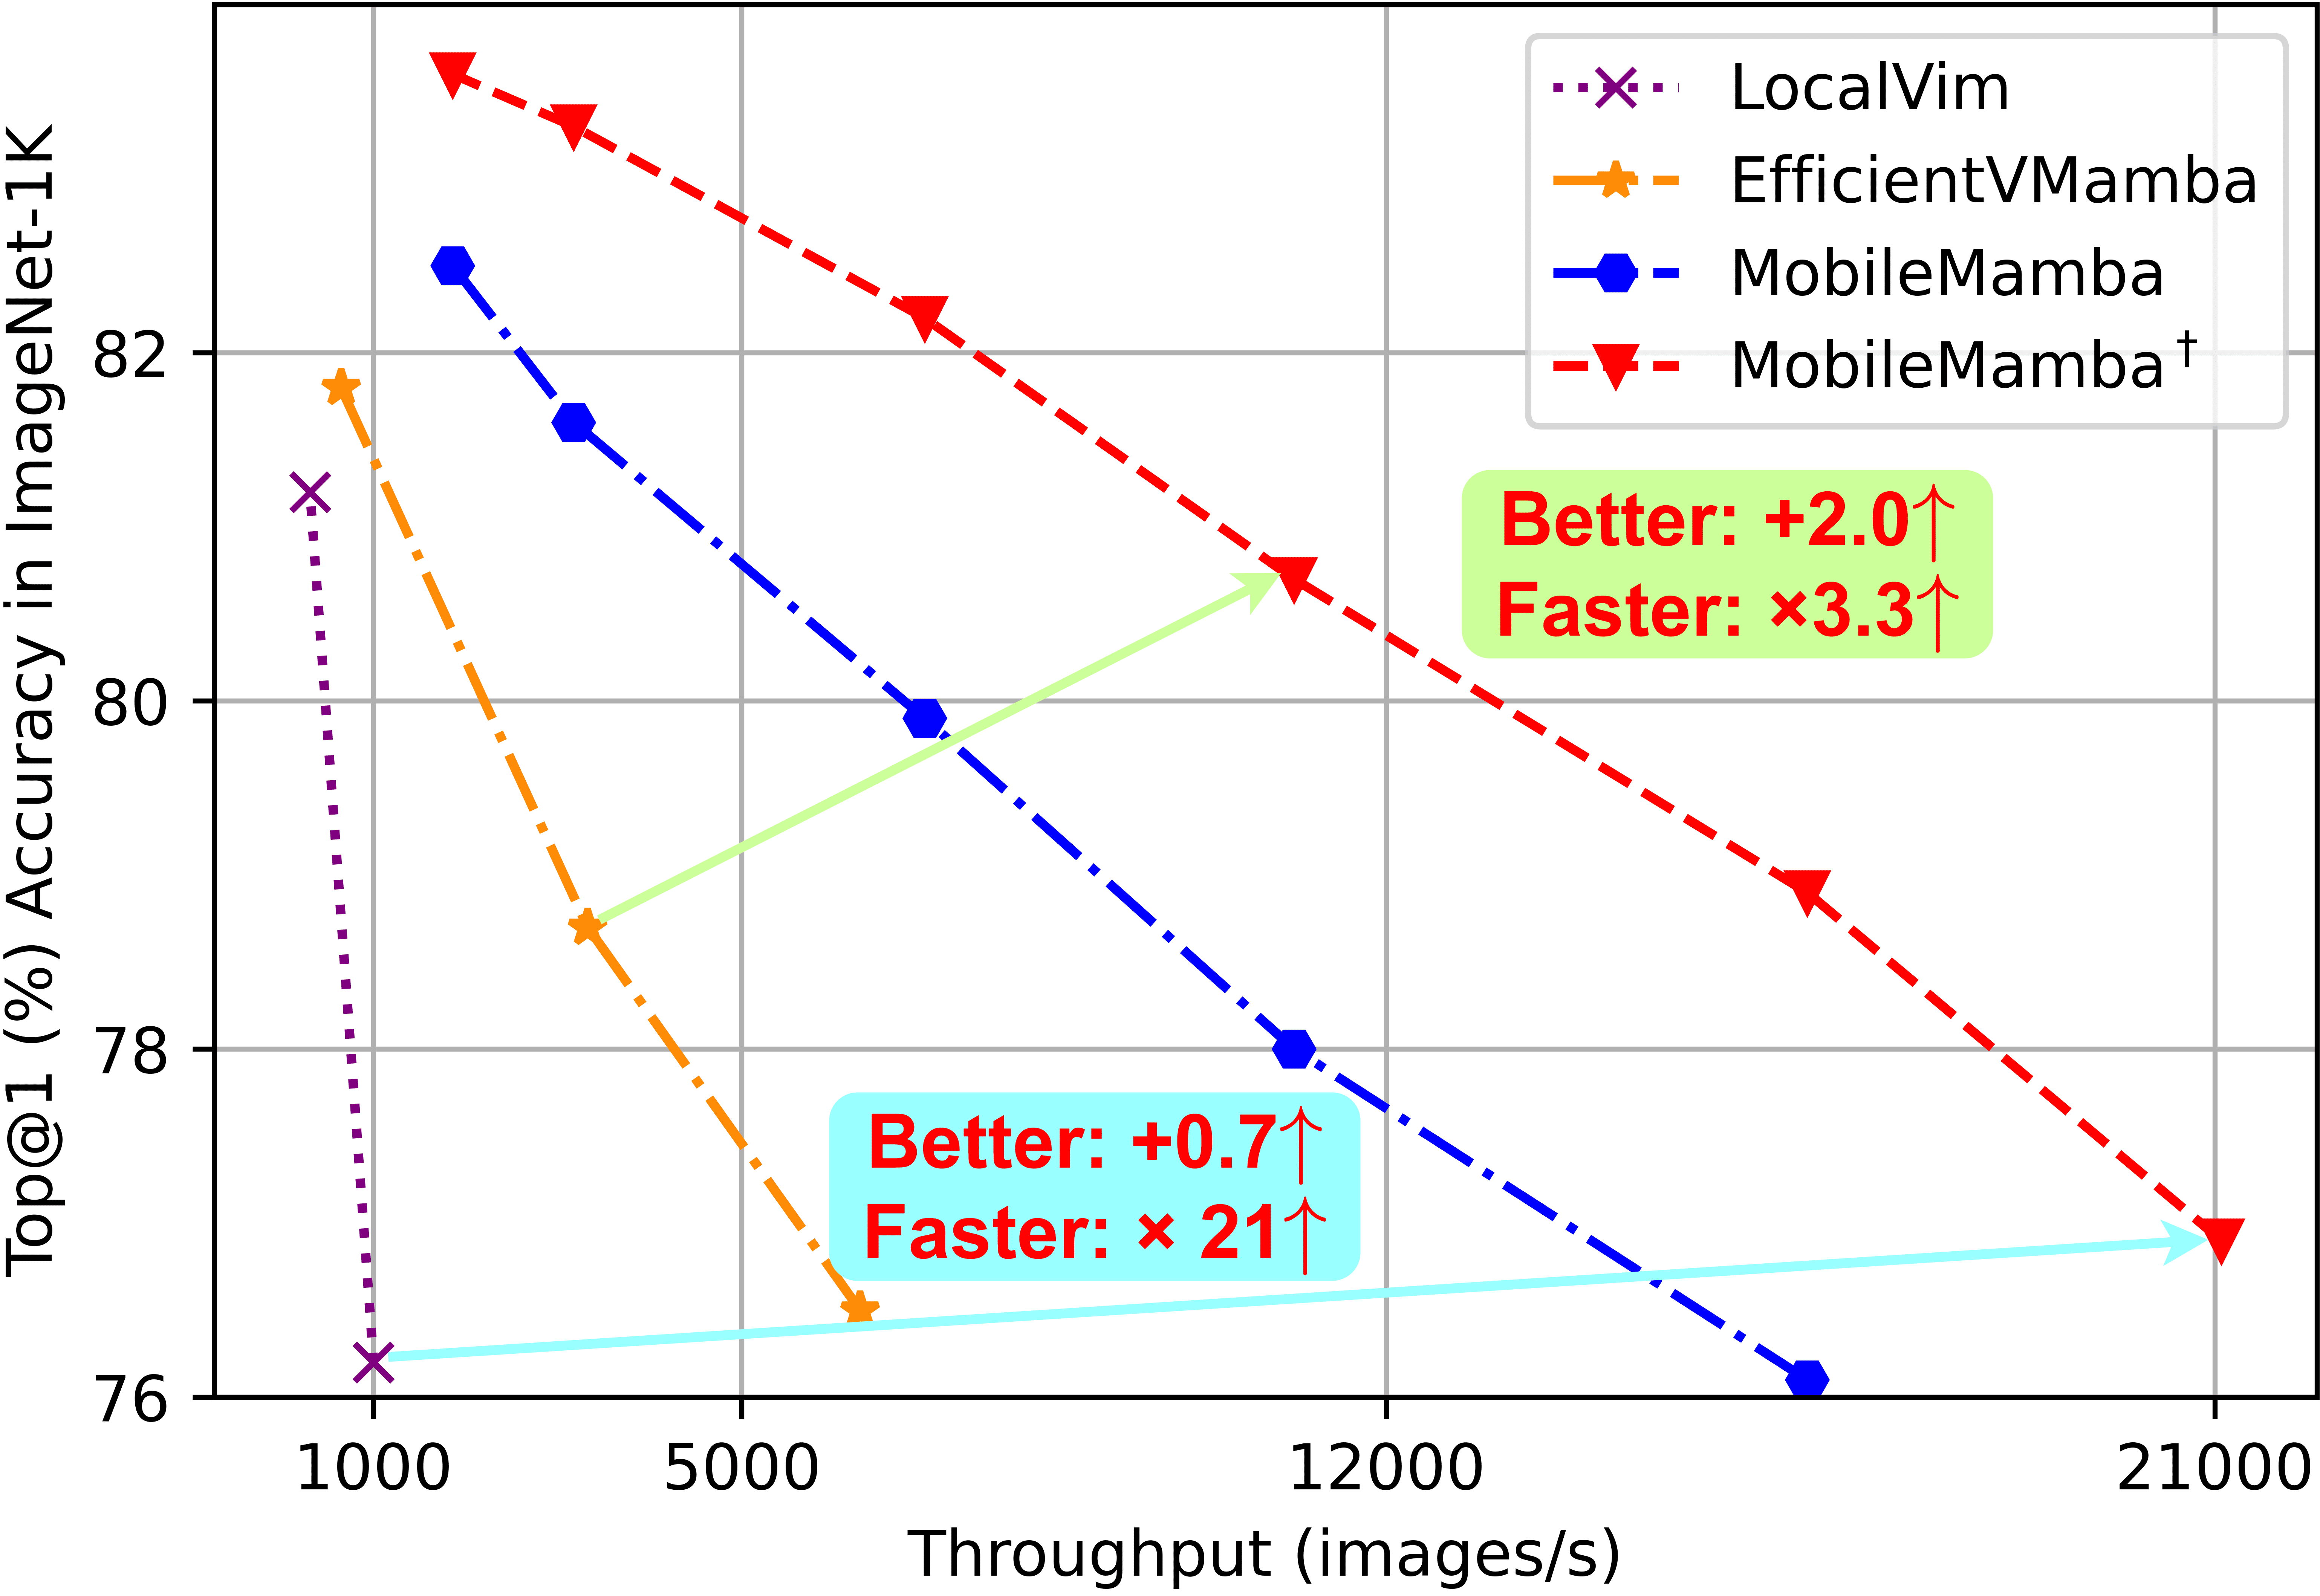 Top@1 (%) Accuracy in ImageNet-1K
82
80
78
76
LocalVim
EfficientVMamba
MobileMamba
MobileMamba†
Better: +2.0↑
Faster: ×3.3↑
Better: +0.7↑
Faster: × 21↑
1000 5000 12000 21000
Throughput (images/s)